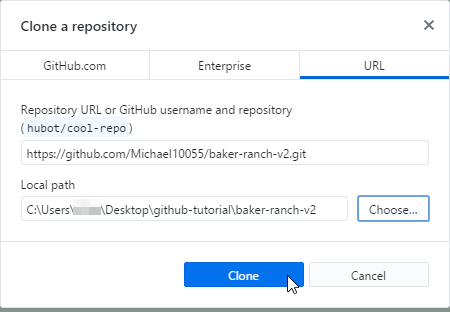 Clone a repository
GitHub.com
Enterprise
URL
Repository URL or GitHub username and repository
(hubot/cool-repo)
https://github.com/Michael10055/baker-ranch-v2.git
Local path
C:\Users\ \Desktop\github-tutorial\baker-ranch-v2
Choose...
Clone
Cancel